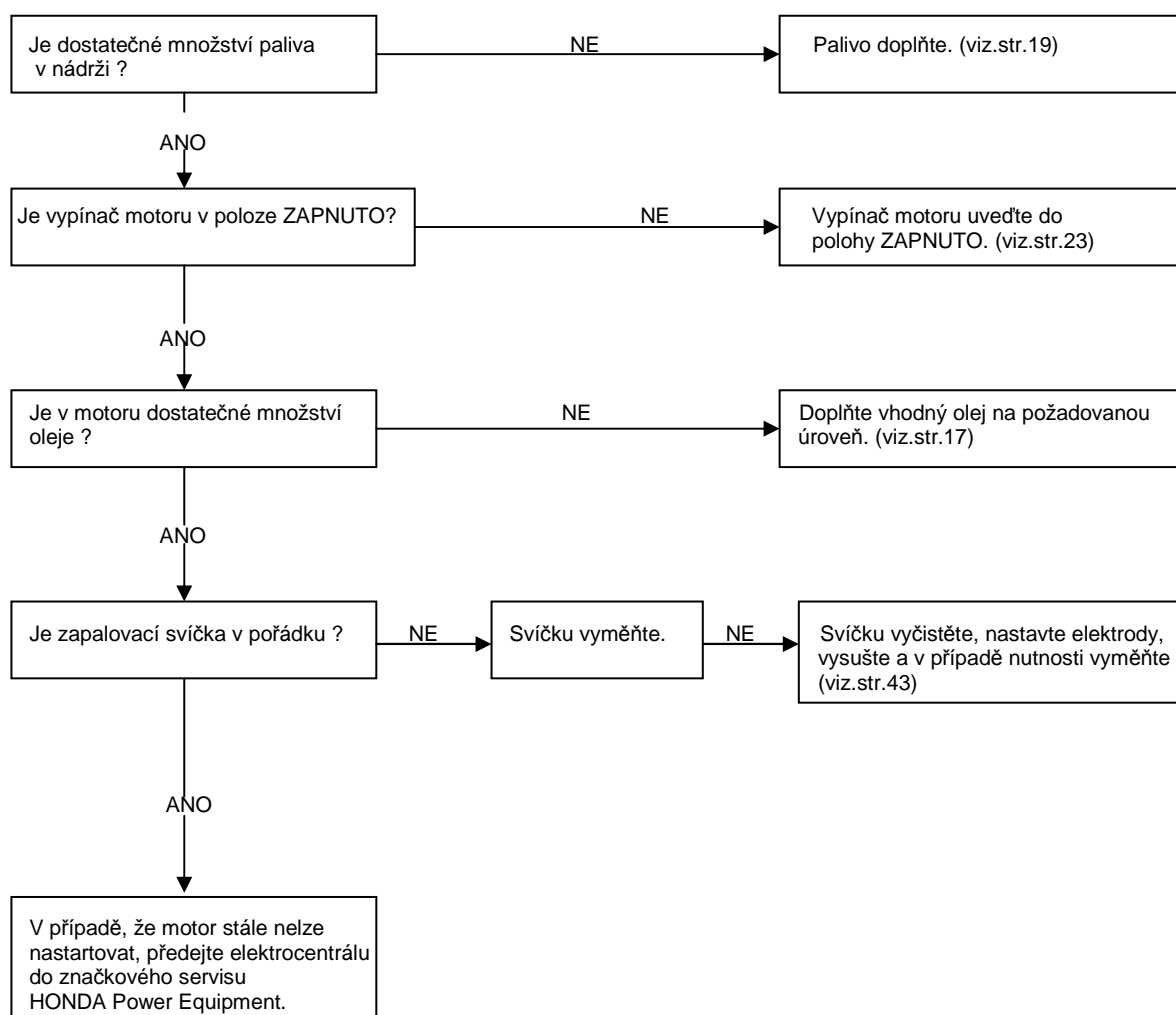 Je dostatečné množství paliva
v nádrži ?
NE
Palivo doplňte. (viz.str.19)
ANO
Je vypínač motoru v poloze ZAPNUTO?
NE
Vypínač motoru uveďte do
polohy ZAPNUTO. (viz.str.23)
ANO
Je v motoru dostatečné množství
oleje ?
NE
Doplňte vhodný olej na požadovanou
úroveň. (viz.str.17)
ANO
Je zapalovací svíčka v pořádku ?
NE
Svíčku vyměňte.
NE
Svíčku vyčistěte, nastavte elektrody,
vysušte a v případě nutnosti vyměňte
(viz.str.43)
ANO
V případě, že motor stále nelze
nastartovat, předejte elektrocentrálu
do značkového servisu
HONDA Power Equipment.